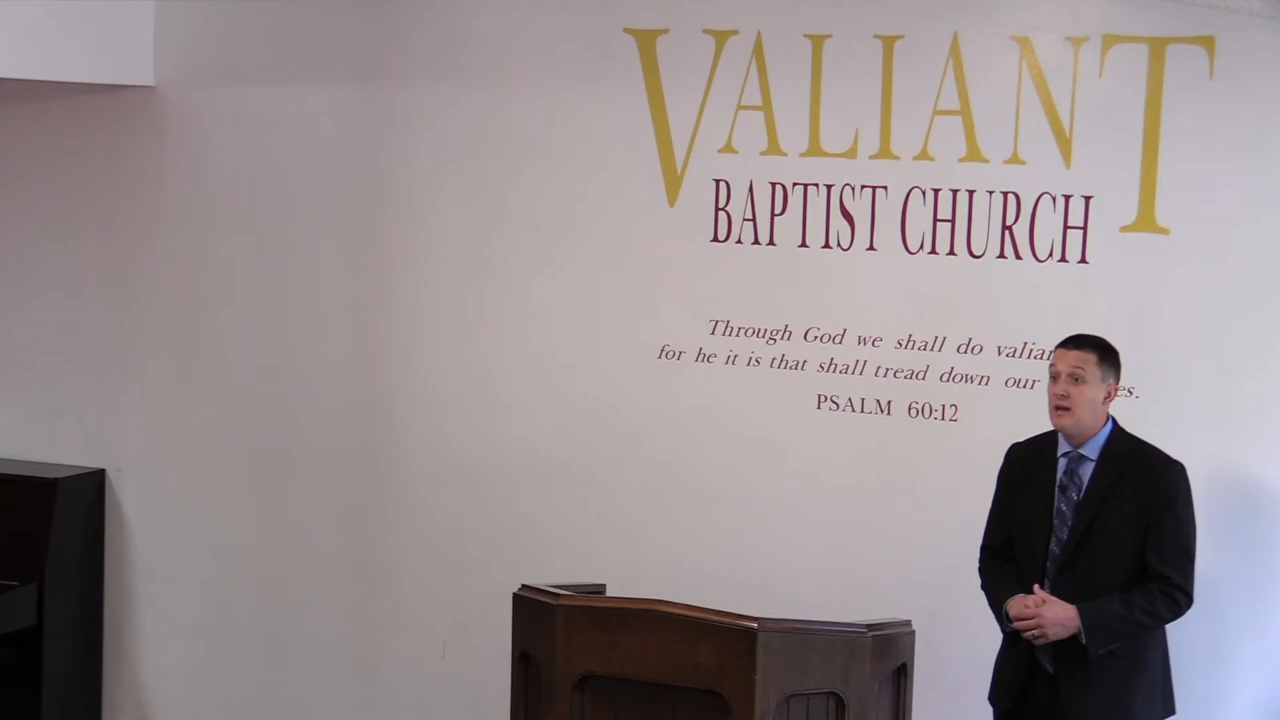 VALIANT
BAPTIST CHURCH
Through God we shall do
for he it is that shall tread down our
PSALM 60:12